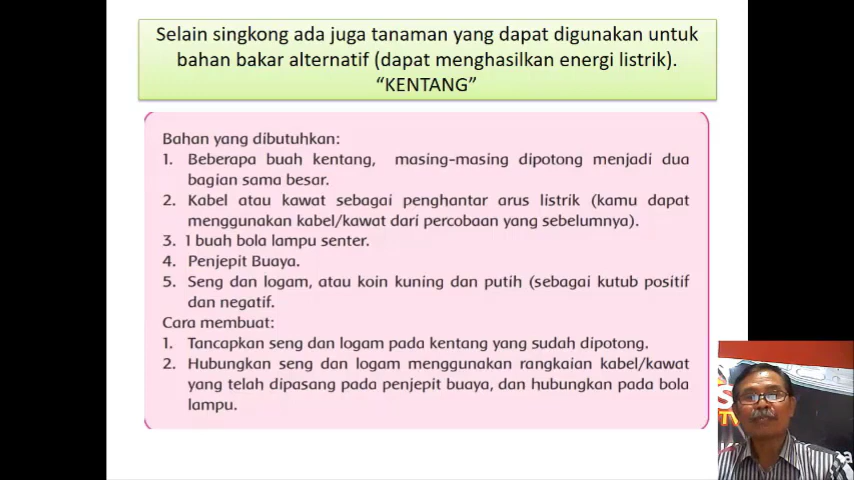 Selain singkong ada juga tanaman yang dapat digunakan untuk
bahan bakar alternatif (dapat menghasilkan energi listrik).
“KENTANG”
Bahan yang dibutuhkan:
1. Beberapa buah kentang, masing-masing dipotong menjadi dua
bagian sama besar.
2. Kabel atau kawat sebagai penghantar arus listrik (kamu dapat
menggunakan kabel/kawat dari percobaan yang sebelumnya).
3. 1 buah bola lampu senter.
4. Penjepit Buaya.
5. Seng dan logam, atau koin kuning dan putih (sebagai kutub positif
dan negatif.
Cara membuat:
1. Tancapkan seng dan logam pada kentang yang sudah dipotong.
2. Hubungkan seng dan logam menggunakan rangkaian kabel/kawat
yang telah dipasang pada penjepit buaya, dan hubungkan pada bola
lampu.